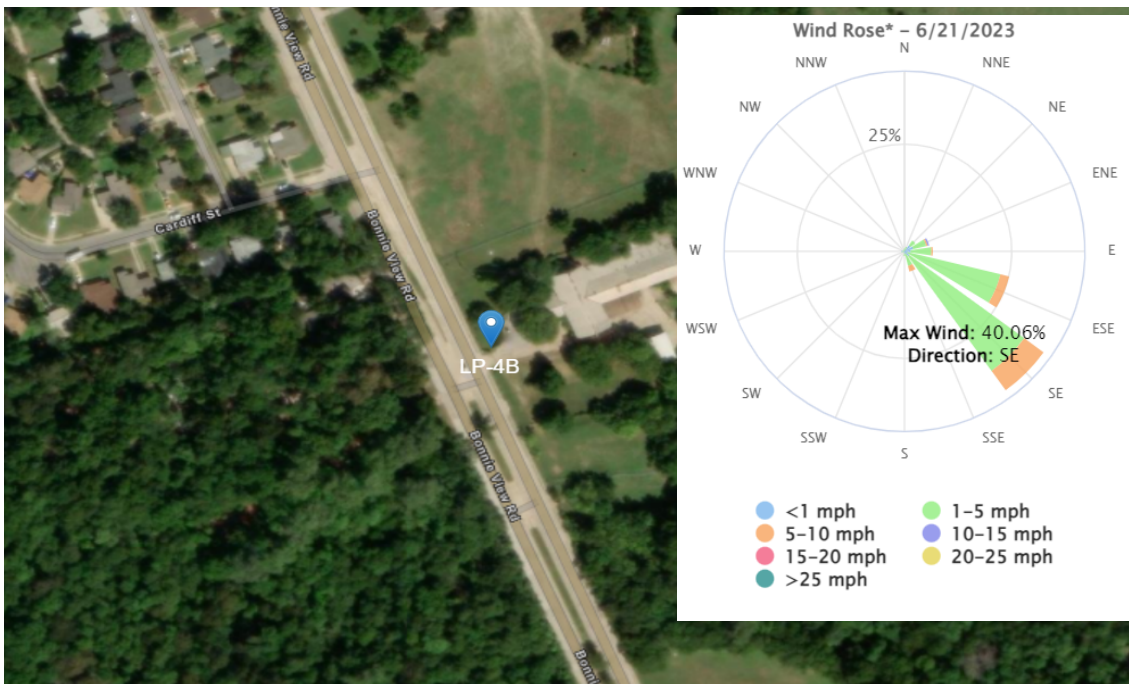 nnie View Rd
Cardiff St
Bonnie View Rd
LP-4B
Bonnie View Rd
Bonni
Wind Rose* – 6/21/2023
N
NNW
NNE
NW
NE
25%
WNW
ENE
W
E
WSW
ESE
Max Wind: 40.06%
Direction: SE
SW
SE
SSW
SSE
S
<1 mph
1–5 mph
5–10 mph
10–15 mph
15–20 mph
20–25 mph
>25 mph